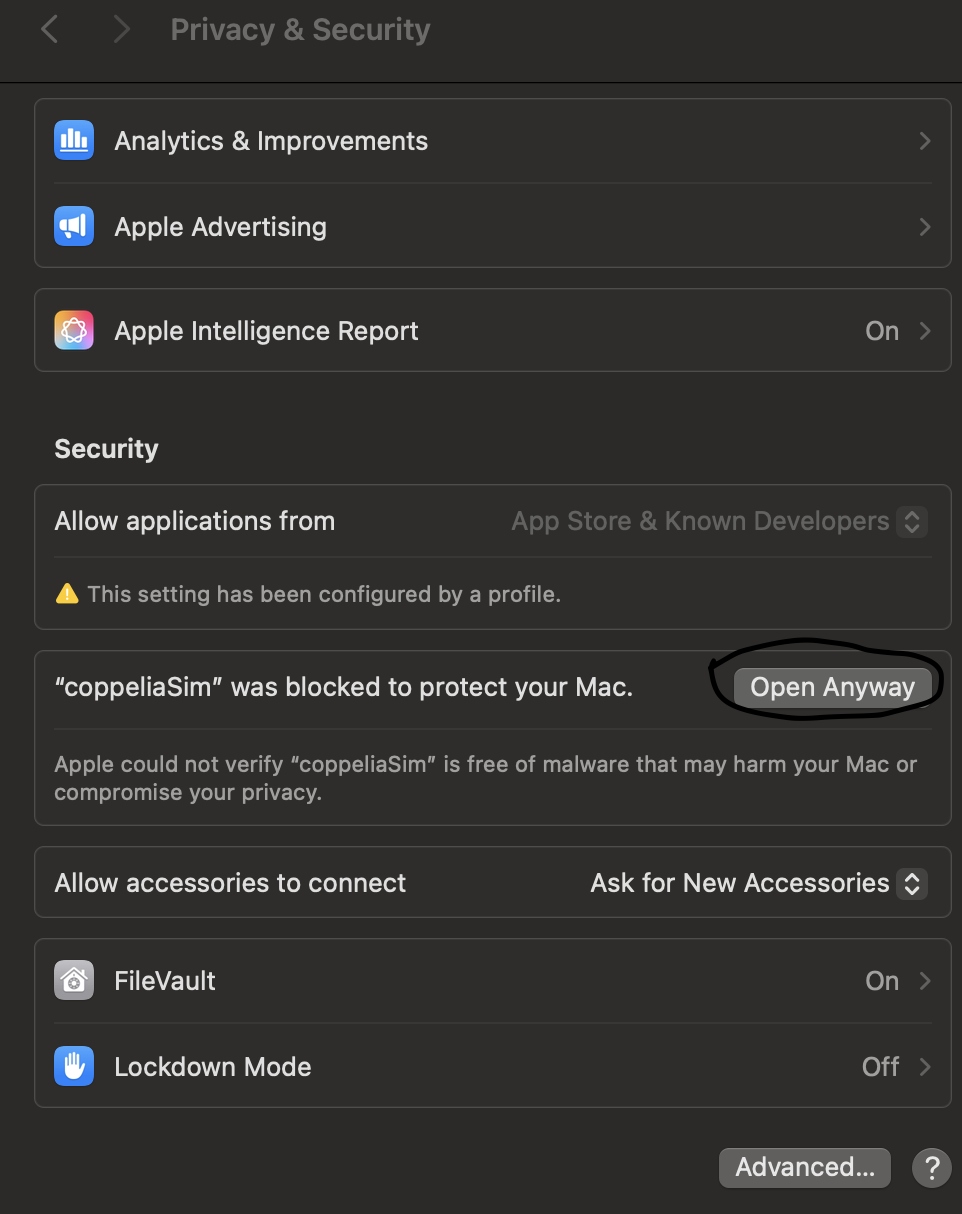 Privacy & Security
Analytics & Improvements
Apple Advertising
Apple Intelligence Report On
Security
Allow applications from App Store & Known Developers
This setting has been configured by a profile.
“coppeliaSim” was blocked to protect your Mac. Open Anyway
Apple could not verify “coppeliaSim” is free of malware that may harm your Mac or
compromise your privacy.
Allow accessories to connect Ask for New Accessories
FileVault On
Lockdown Mode Off
Advanced... ?